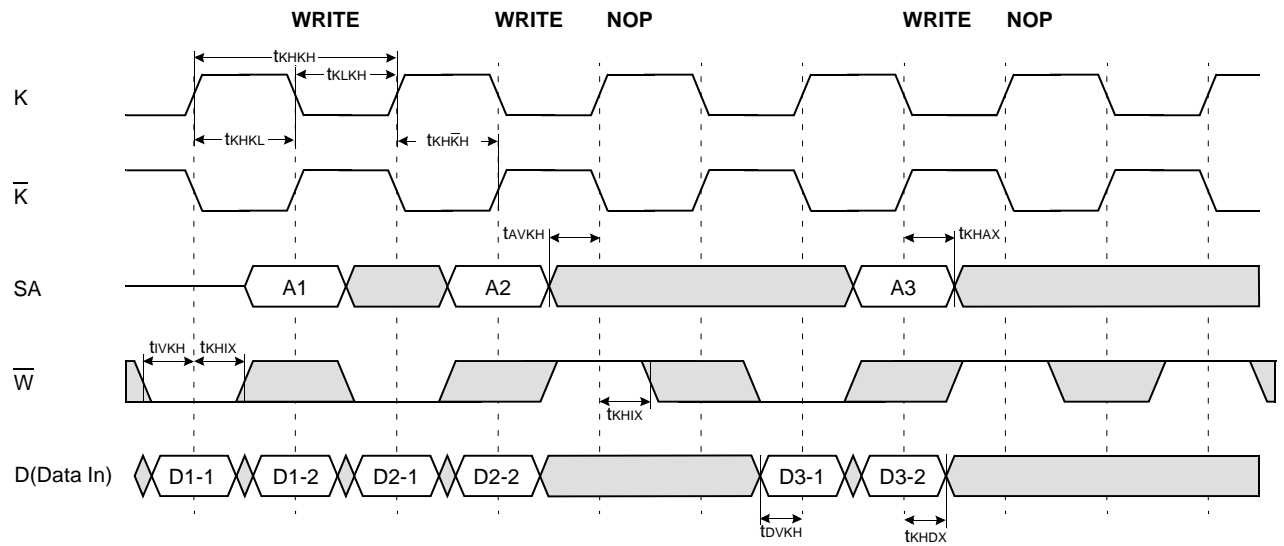 WRITE WRITE NOP WRITE NOP
tKHKH
tKLKH
K
tKHKL tKHK̅H
K̅
tAVKH tKHAX
SA A1 A2 A3
tIVKH tKHIX
W̅
tKHIX
D(Data In) D1-1 D1-2 D2-1 D2-2 D3-1 D3-2
tDVKH tKHDX